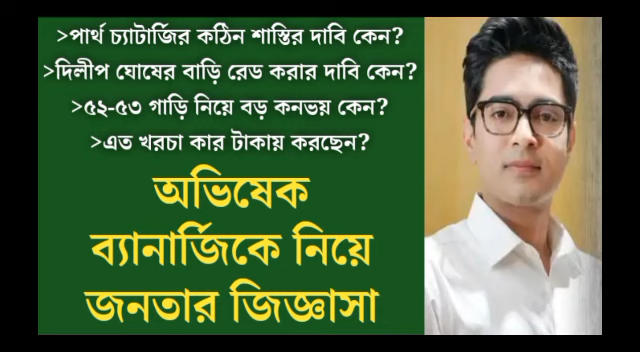 >পার্থ চ্যাটার্জির কঠিন শাস্তির দাবি কেন?
>দিলীপ ঘোষের বাড়ি রেড করার দাবি কেন?
>৫২-৫৩ গাড়ি নিয়ে বড় কনভয় কেন?
>এত খরচা কার টাকায় করছেন?
অভিষেক
ব্যানার্জিকে নিয়ে
জনতার জিজ্ঞাসা